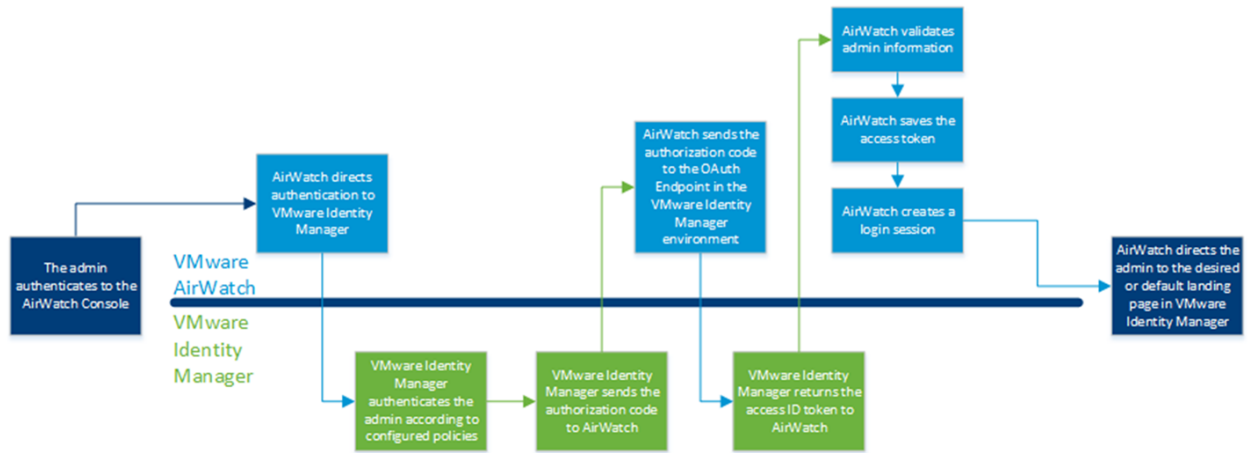 The admin
authenticates to the
AirWatch Console
AirWatch directs
authentication to
VMware Identity
Manager
VMware
AirWatch
VMware
Identity
Manager
VMware Identity
Manager
authenticates the
admin according to
configured policies
VMware Identity
Manager sends the
authorization code
to AirWatch
AirWatch sends the
authorization code
to the OAuth
Endpoint in the
VMware Identity
Manager
environment
VMware Identity
Manager returns the
access ID token to
AirWatch
AirWatch validates
admin information
AirWatch saves the
access token
AirWatch creates a
login session
AirWatch directs the
admin to the desired
or default landing
page in VMware
Identity Manager